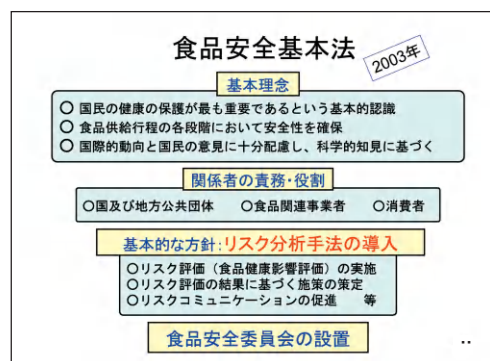 食品安全基本法
2003年
基本理念
○ 国民の健康の保護が最も重要であるという基本的認識
○ 食品供給行程の各段階において安全性を確保
○ 国際的動向と国民の意見に十分配慮し、科学的知見に基づく
関係者の責務・役割
○国及び地方公共団体 ○食品関連事業者 ○消費者
基本的な方針:リスク分析手法の導入
○リスク評価（食品健康影響評価）の実施
○リスク評価の結果に基づく施策の策定
○リスクコミュニケーションの促進 等
食品安全委員会の設置
..